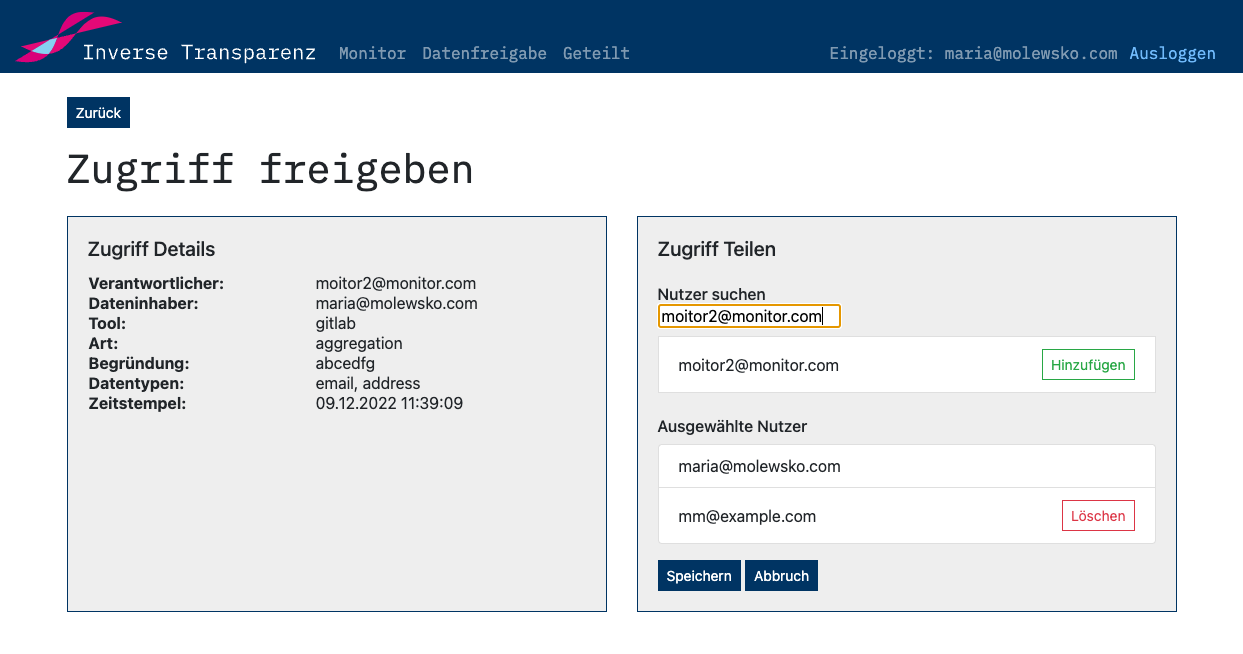 Inverse Transparenz Monitor Datenfreigabe Geteilt Eingeloggt: maria@molewsko.com Ausloggen
Zurück
Zugriff freigeben
Zugriff Details
Verantwortlicher: moitor2@monitor.com
Dateninhaber: maria@molewsko.com
Tool: gitlab
Art: aggregation
Begründung: abcedfg
Datentypen: email, address
Zeitstempel: 09.12.2022 11:39:09
Zugriff Teilen
Nutzer suchen
moitor2@monitor.com
moitor2@monitor.com Hinzufügen
Ausgewählte Nutzer
maria@molewsko.com
mm@example.com Löschen
Speichern Abbruch